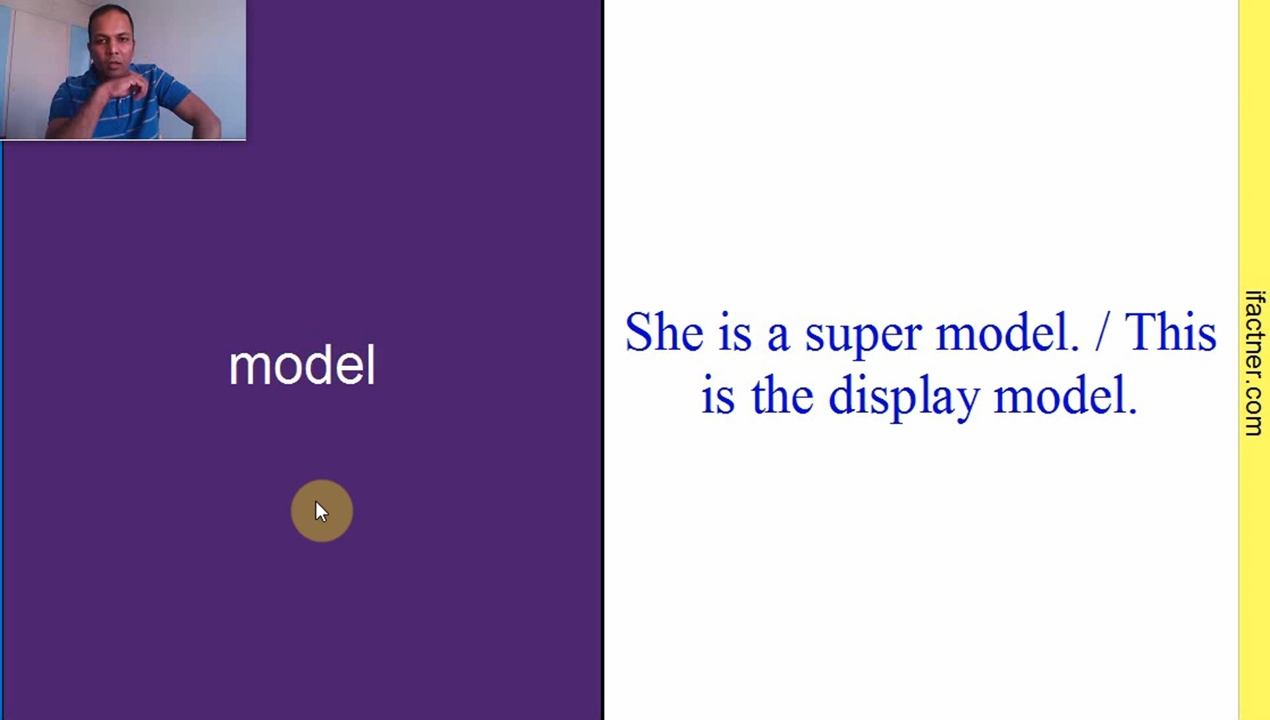 model
She is a super model. / This
is the display model.
ifactner.com